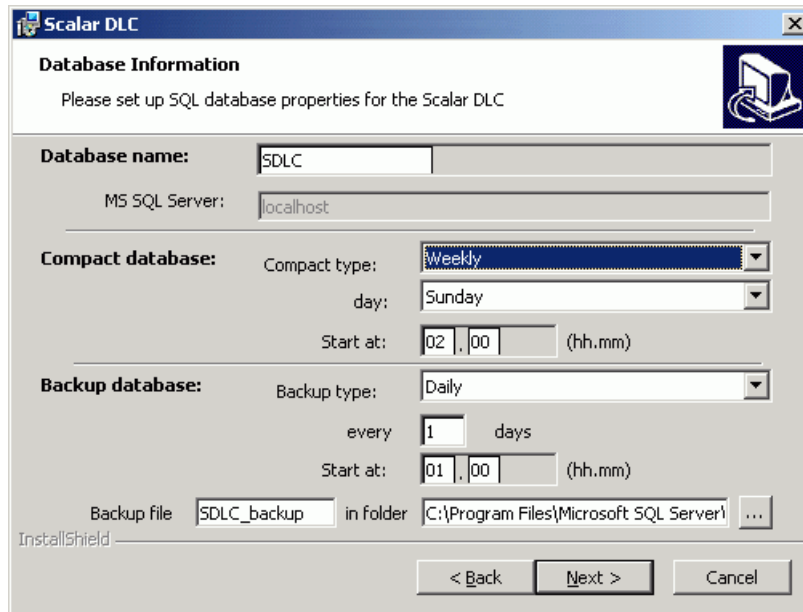 Scalar DLC
Database Information
Please set up SQL database properties for the Scalar DLC
Database name: SDLC
MS SQL Server: localhost
Compact database: Compact type: Weekly
day: Sunday
Start at: 02 . 00 (hh.mm)
Backup database: Backup type: Daily
every 1 days
Start at: 01 . 00 (hh.mm)
Backup file SDLC_backup in folder C:\Program Files\Microsoft SQL Server\ ...
InstallShield
< Back Next > Cancel